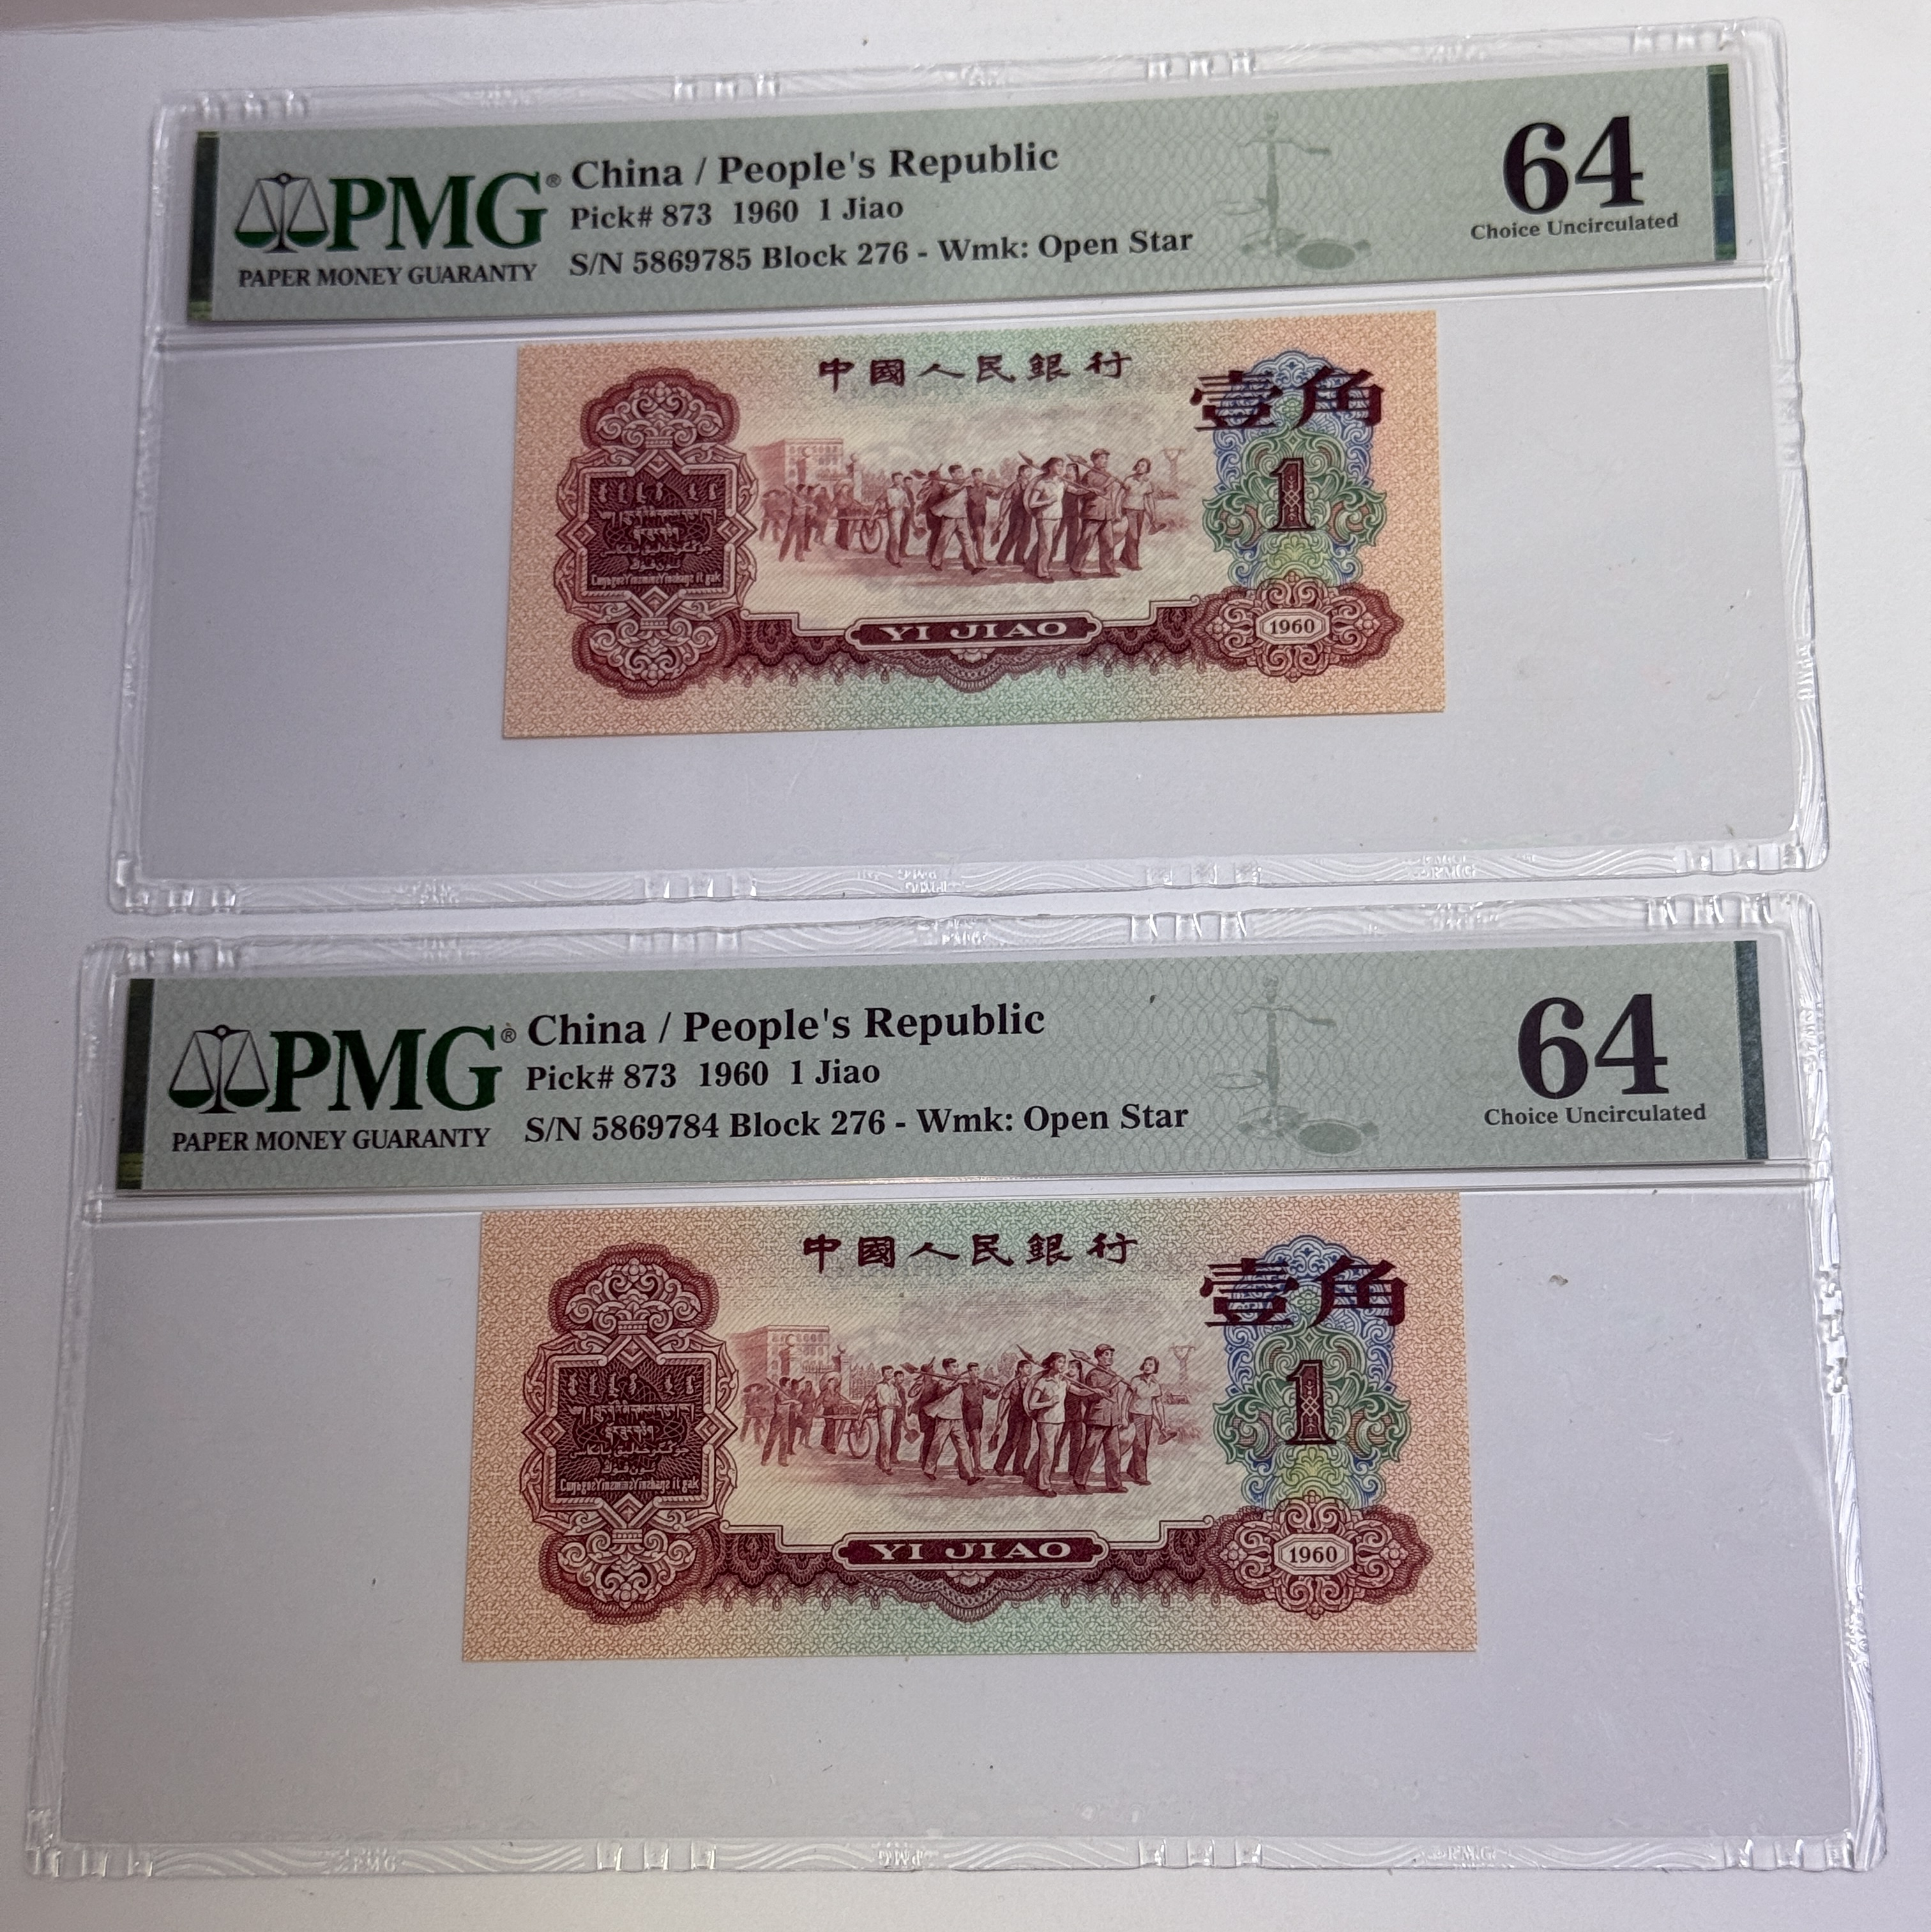 PMG®
PAPER MONEY GUARANTY
China / People's Republic
Pick# 873 1960 1 Jiao
S/N 5869785 Block 276 - Wmk: Open Star
64
Choice Uncirculated
中國人民銀行
壹角
1
YI JIAO
1960
PMG®
PAPER MONEY GUARANTY
China / People's Republic
Pick# 873 1960 1 Jiao
S/N 5869784 Block 276 - Wmk: Open Star
64
Choice Uncirculated
中國人民銀行
壹角
1
YI JIAO
1960